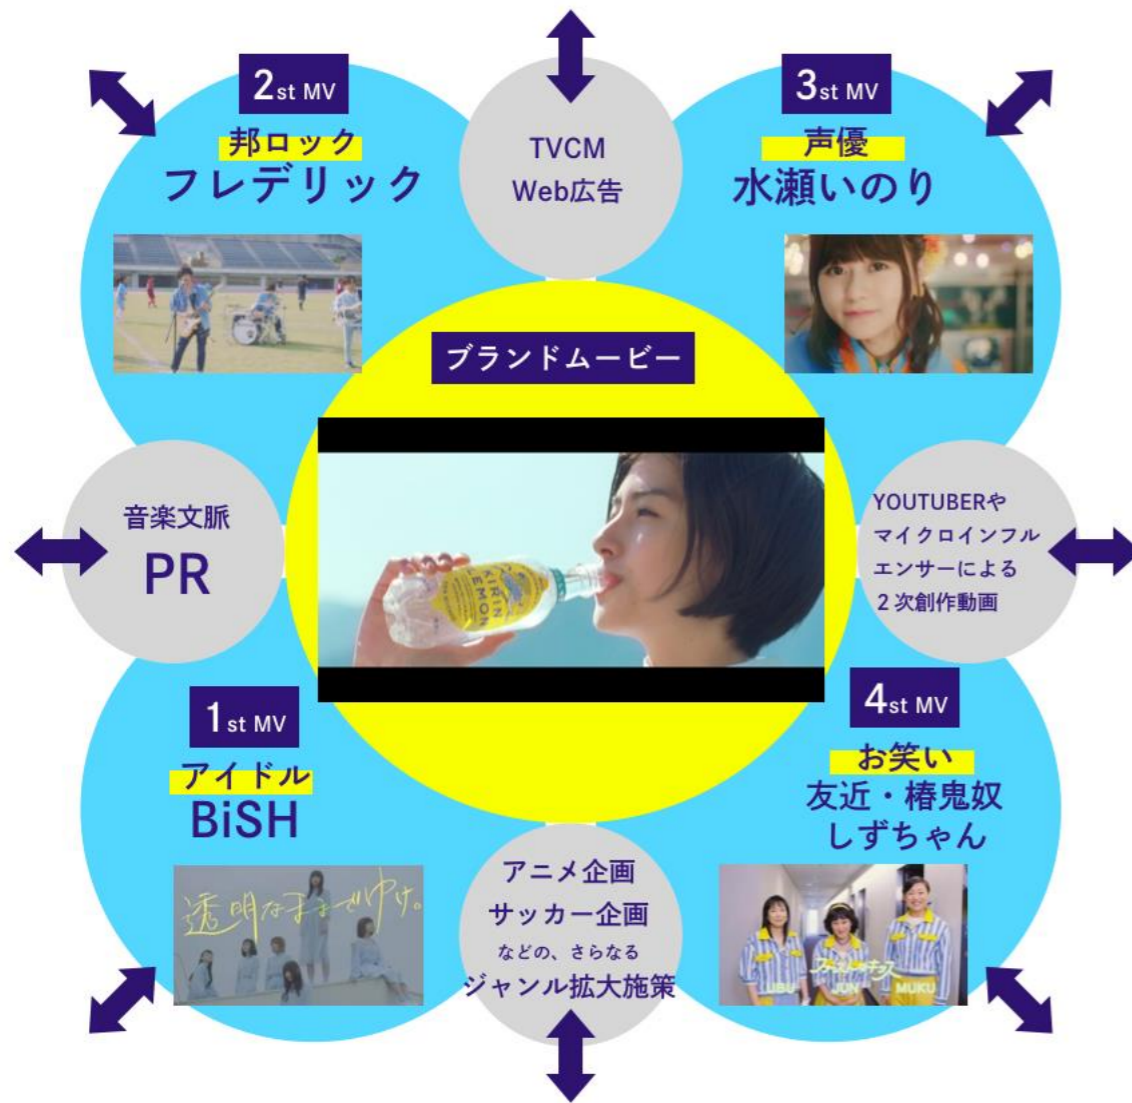 2st MV
邦ロック
フレデリック
TVCM
Web広告
3st MV
声優
水瀬いのり
ブランドムービー
音楽文脈
PR
KIRIN
LEMON
YOUTUBERや
マイクロインフル
エンサーによる
2次創作動画
1st MV
アイドル
BiSH
透明なままでゆけ。
アニメ企画
サッカー企画
などの、さらなる
ジャンル拡大施策
4st MV
お笑い
友近・椿鬼奴
しずちゃん
JUN
MUKU